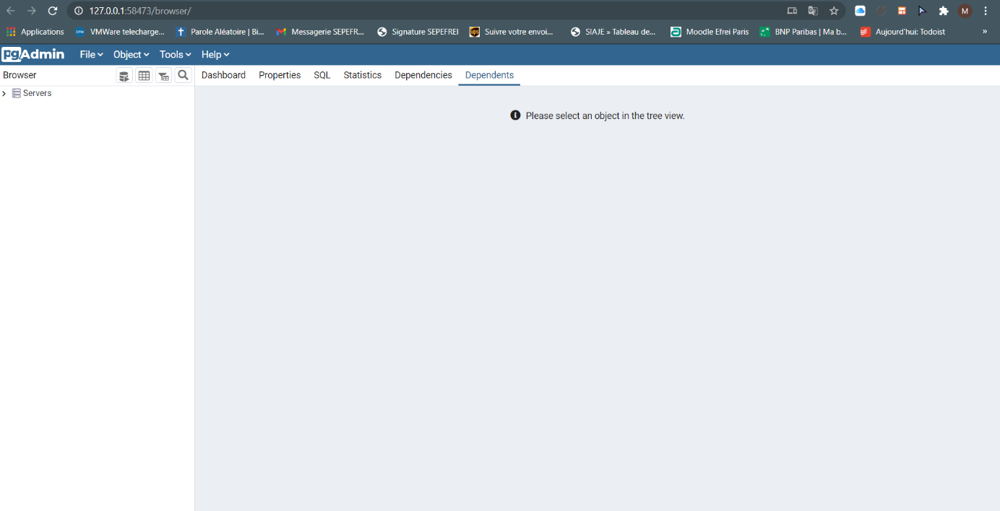 127.0.0.1:58473/browser/
Applications VMWare telecharge... Parole Aléatoire | Bi... Messagerie SEPEFR... Signature SEPEFREI Suivre votre envoi... SIAJE » Tableau de... Moodle Efrei Paris BNP Paribas | Ma b... Aujourd'hui: Todoist »
pgAdmin File Object Tools Help
Browser Dashboard Properties SQL Statistics Dependencies Dependents
Servers
Please select an object in the tree view.